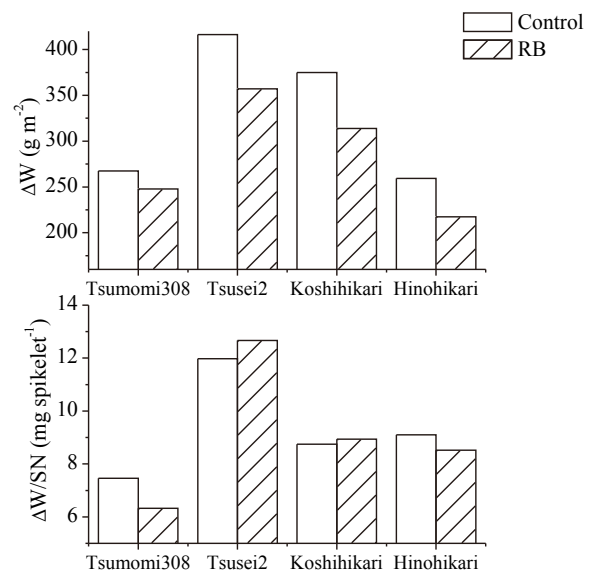 Control
RB
400
350
300
250
200
ΔW (g m⁻²)
Tsumomi308 Tsusei2 Koshihikari Hinohikari
14
12
10
8
6
ΔW/SN (mg spikelet⁻¹)
Tsumomi308 Tsusei2 Koshihikari Hinohikari